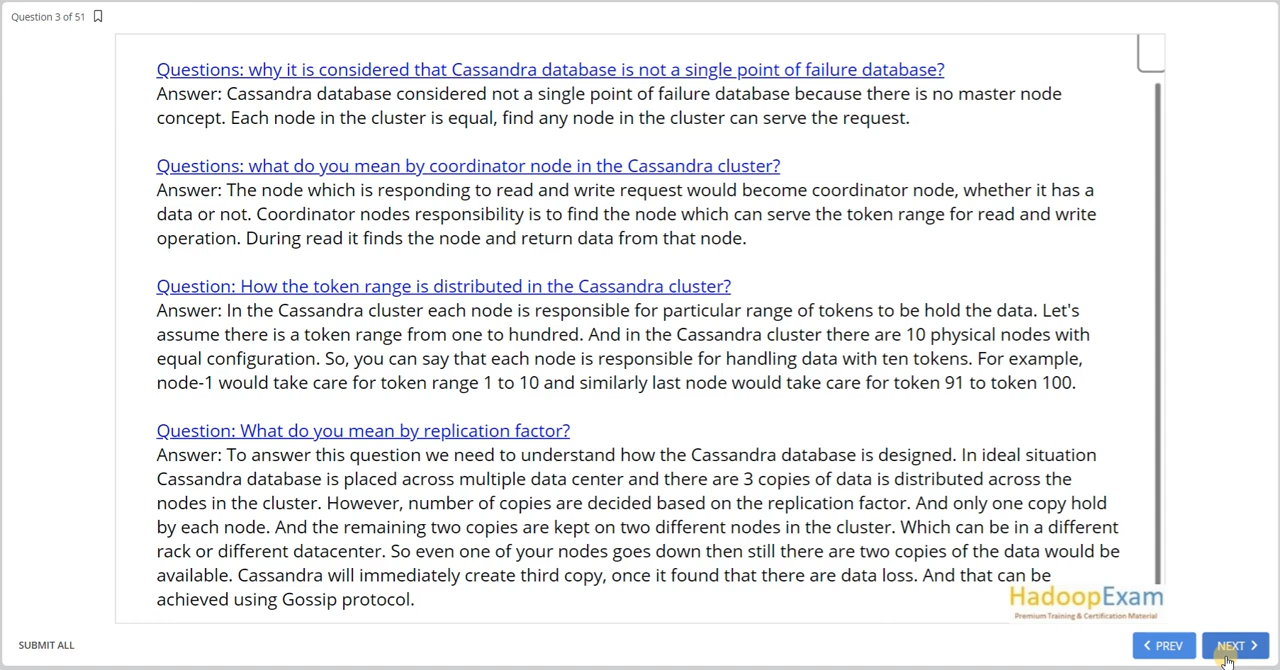 Question 3 of 51
Questions: why it is considered that Cassandra database is not a single point of failure database?
Answer: Cassandra database considered not a single point of failure database because there is no master node
concept. Each node in the cluster is equal, find any node in the cluster can serve the request.
Questions: what do you mean by coordinator node in the Cassandra cluster?
Answer: The node which is responding to read and write request would become coordinator node, whether it has a
data or not. Coordinator nodes responsibility is to find the node which can serve the token range for read and write
operation. During read it finds the node and return data from that node.
Question: How the token range is distributed in the Cassandra cluster?
Answer: In the Cassandra cluster each node is responsible for particular range of tokens to be hold the data. Let's
assume there is a token range from one to hundred. And in the Cassandra cluster there are 10 physical nodes with
equal configuration. So, you can say that each node is responsible for handling data with ten tokens. For example,
node-1 would take care for token range 1 to 10 and similarly last node would take care for token 91 to token 100.
Question: What do you mean by replication factor?
Answer: To answer this question we need to understand how the Cassandra database is designed. In ideal situation
Cassandra database is placed across multiple data center and there are 3 copies of data is distributed across the
nodes in the cluster. However, number of copies are decided based on the replication factor. And only one copy hold
by each node. And the remaining two copies are kept on two different nodes in the cluster. Which can be in a different
rack or different datacenter. So even one of your nodes goes down then still there are two copies of the data would be
available. Cassandra will immediately create third copy, once it found that there are data loss. And that can be
achieved using Gossip protocol.
HadoopExam
Premium Training & Certification Material
SUBMIT ALL
PREV
NEXT